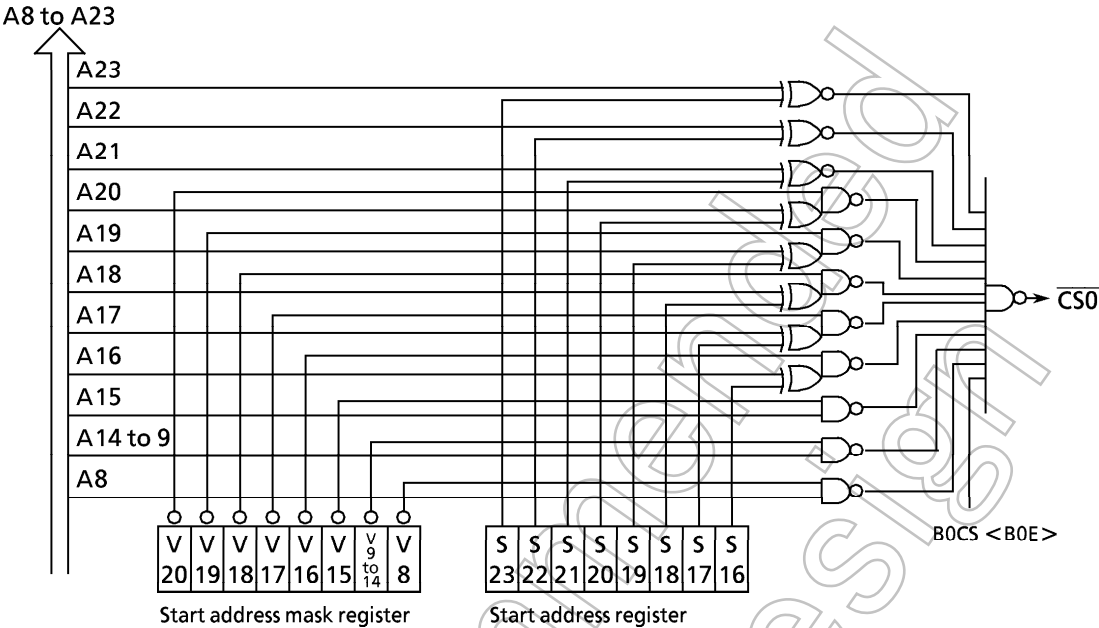 A8 to A23
A23
A22
A21
A20
A19
A18
A17
A16
A15
A14 to 9
A8
CS0
B0CS <B0E>
V 20
V 19
V 18
V 17
V 16
V 15
V 9 to 14
V 8
S 23
S 22
S 21
S 20
S 19
S 18
S 17
S 16
Start address mask register
Start address register
mmended
esign